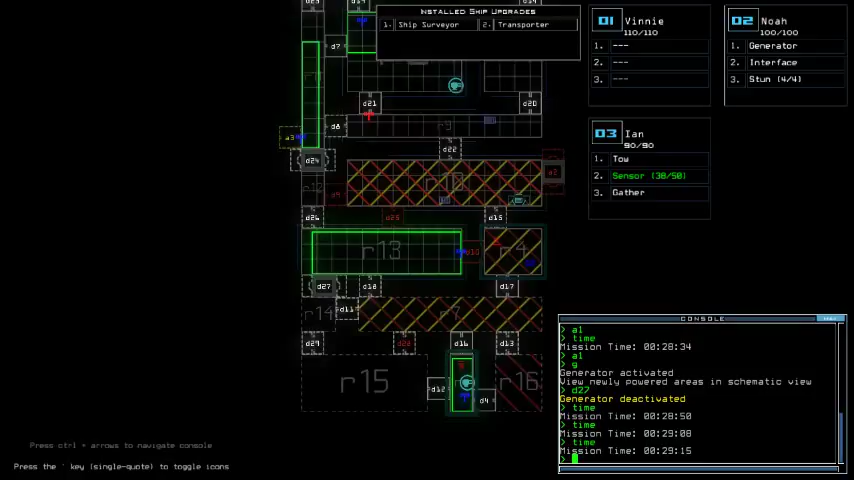 INSTALLED SHIP UPGRADES
1. Ship Surveyor 2. Transporter
01 Vinnie
110/110
1. ---
2. ---
3. ---
02 Noah
100/100
1. Generator
2. Interface
3. Stun (4/4)
03 Ian
90/90
1. Tow
2. Sensor (38/50)
3. Gather
d7
d21
d20
d8
r9
a3
d22
d24
r10
a2
d26
d25
d15
r13
r4
d27
d18
d17
r14
d11
r7
d29
d16
d13
r15
r16
d12
d4
CONSOLE
> a1
> time
Mission Time: 00:28:34
> a1
> g
Generator activated
View newly powered areas in schematic view
> d27
Generator deactivated
> time
Mission Time: 00:28:50
> time
Mission Time: 00:29:08
> time
Mission Time: 00:29:15
>
Press ctrl + arrows to navigate console
Press the ' key (single-quote) to toggle icons